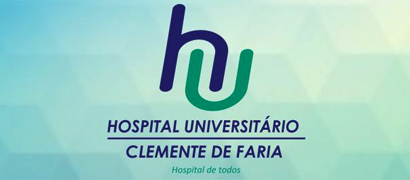 hu
HOSPITAL UNIVERSITÁRIO
CLEMENTE DE FARIA
Hospital de todos